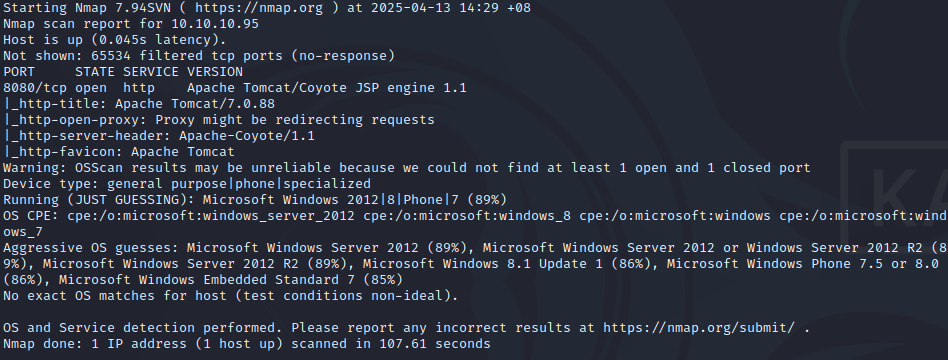 Starting Nmap 7.94SVN ( https://nmap.org ) at 2025-04-13 14:29 +08
Nmap scan report for 10.10.10.95
Host is up (0.045s latency).
Not shown: 65534 filtered tcp ports (no-response)
PORT     STATE SERVICE VERSION
8080/tcp open  http    Apache Tomcat/Coyote JSP engine 1.1
|_http-title: Apache Tomcat/7.0.88
|_http-open-proxy: Proxy might be redirecting requests
|_http-server-header: Apache-Coyote/1.1
|_http-favicon: Apache Tomcat
Warning: OSScan results may be unreliable because we could not find at least 1 open and 1 closed port
Device type: general purpose|phone|specialized
Running (JUST GUESSING): Microsoft Windows 2012|8|Phone|7 (89%)
OS CPE: cpe:/o:microsoft:windows_server_2012 cpe:/o:microsoft:windows_8 cpe:/o:microsoft:windows cpe:/o:microsoft:wind
ows_7
Aggressive OS guesses: Microsoft Windows Server 2012 (89%), Microsoft Windows Server 2012 or Windows Server 2012 R2 (8
9%), Microsoft Windows Server 2012 R2 (89%), Microsoft Windows 8.1 Update 1 (86%), Microsoft Windows Phone 7.5 or 8.0
(86%), Microsoft Windows Embedded Standard 7 (85%)
No exact OS matches for host (test conditions non-ideal).

OS and Service detection performed. Please report any incorrect results at https://nmap.org/submit/ .
Nmap done: 1 IP address (1 host up) scanned in 107.61 seconds
KA